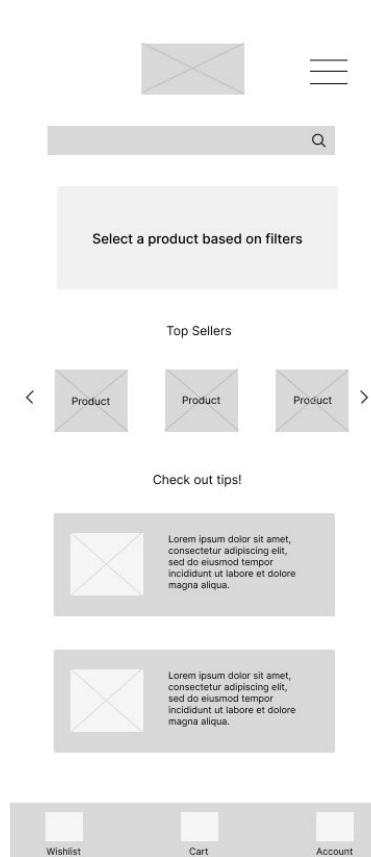 Select a product based on filters
Top Sellers
Product
Product
Product
Check out tips!
Lorem ipsum dolor sit amet,
consectetur adipiscing elit,
sed do eiusmod tempor
incididunt ut labore et dolore
magna aliqua.
Lorem ipsum dolor sit amet,
consectetur adipiscing elit,
sed do eiusmod tempor
incididunt ut labore et dolore
magna aliqua.
Wishlist
Cart
Account